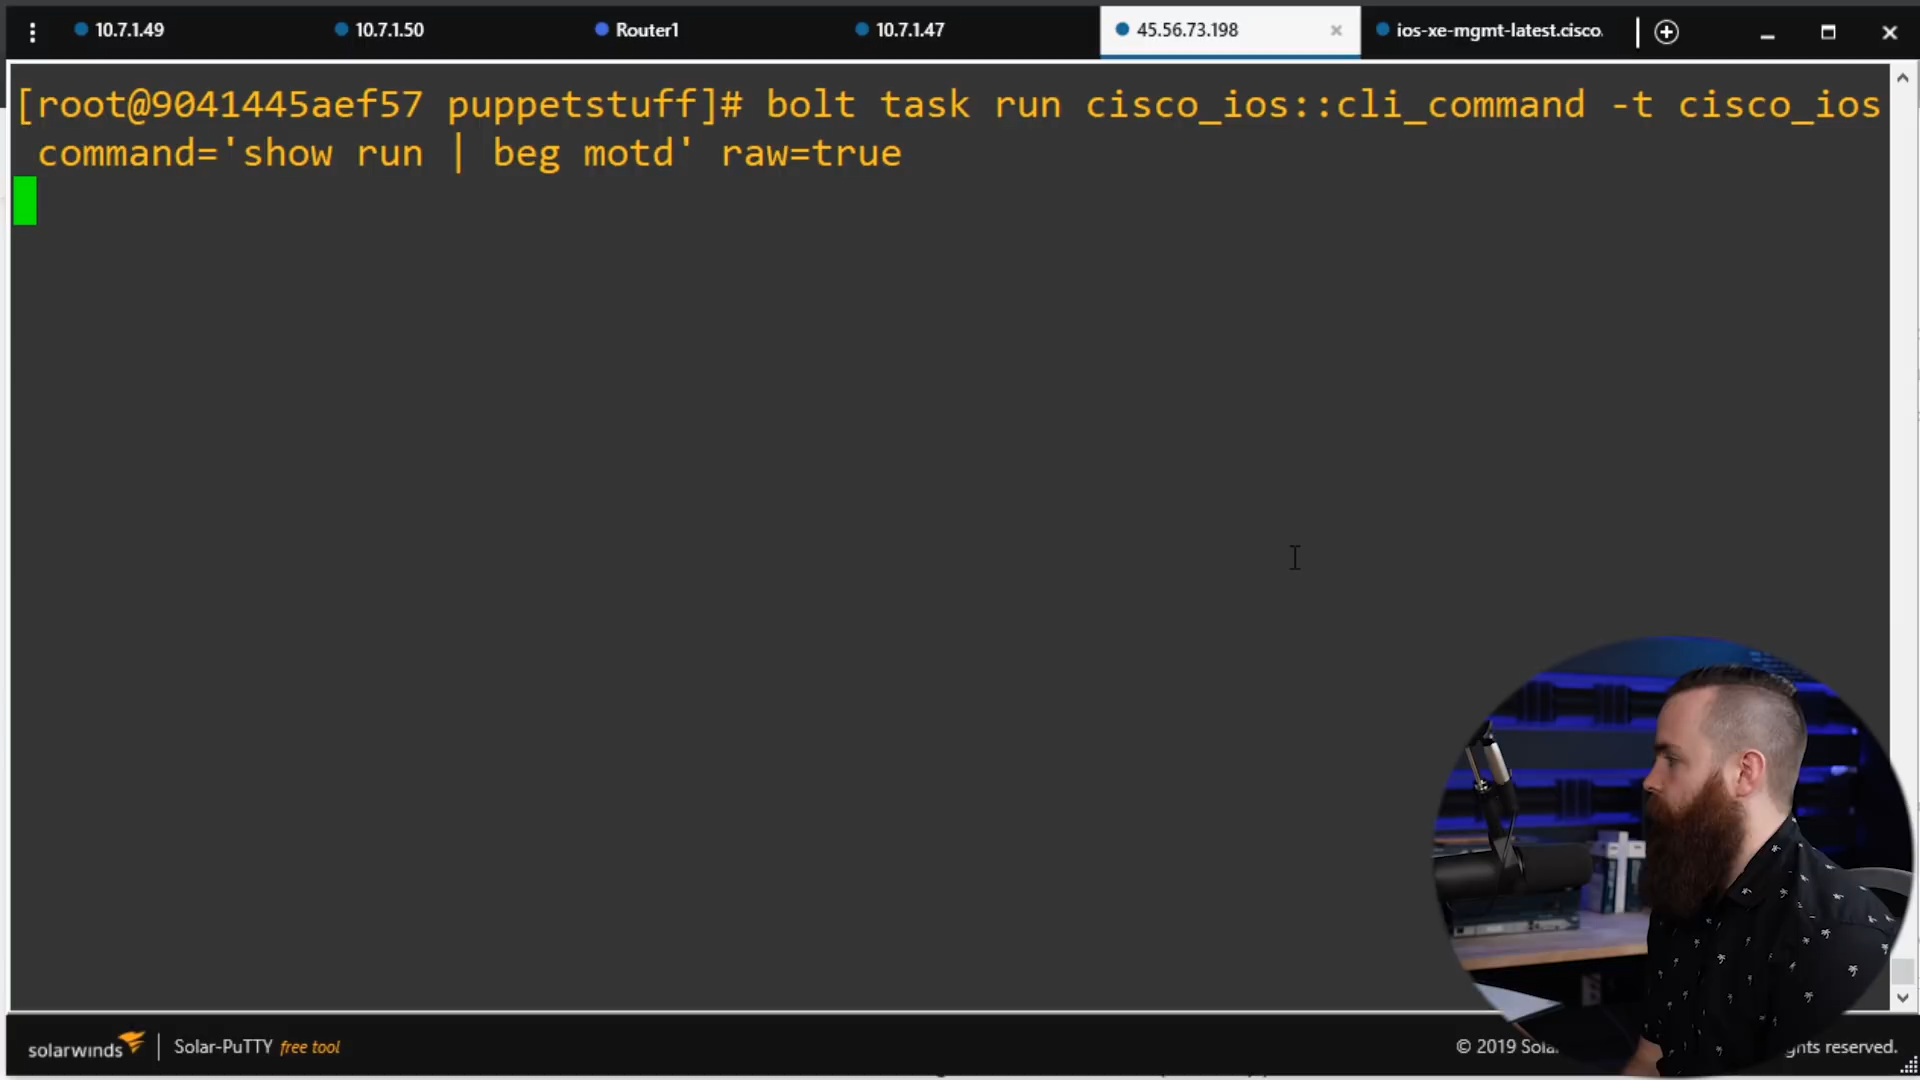 10.7.1.49 10.7.1.50 Router1 10.7.1.47 45.56.73.198 ios-xe-mgmt-latest.cisco.
[root@9041445aef57 puppetstuff]# bolt task run cisco_ios::cli_command -t cisco_ios
command='show run | beg motd' raw=true
solarwinds Solar-PuTTY free tool © 2019 reserved.